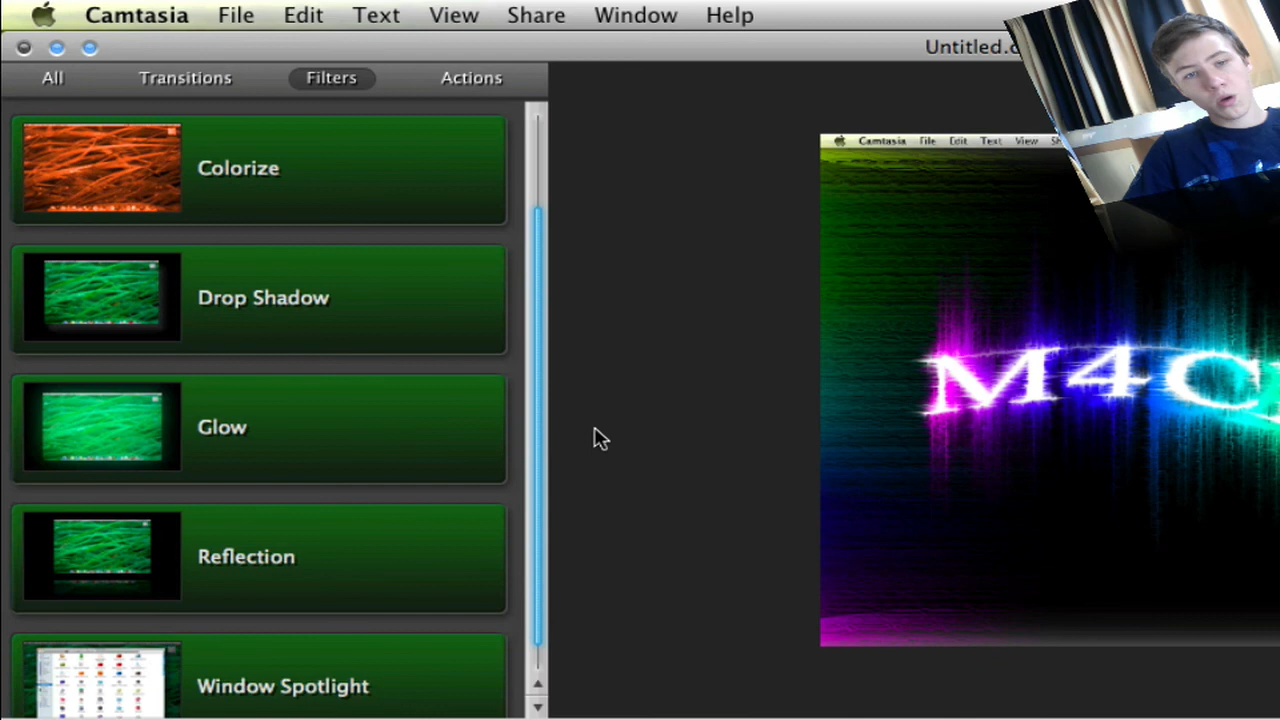 Camtasia File Edit Text View Share Window Help
Untitled.c
All Transitions Filters Actions
Colorize
Drop Shadow
Glow
Reflection
Window Spotlight
Camtasia File Edit Text View Sh
M4C